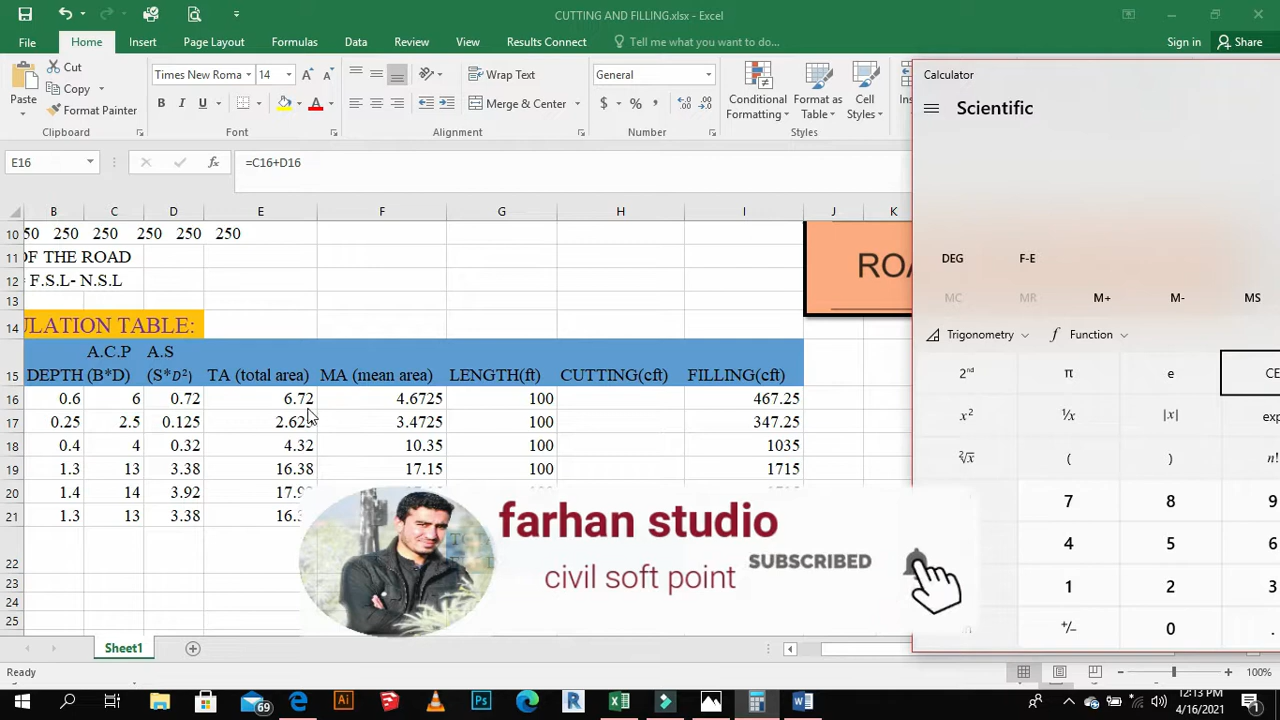 CUTTING AND FILLING.xlsx - Excel
File Home Insert Page Layout Formulas Data Review View Results Connect Tell me what you want to do... Sign in Share
Paste Cut Copy Format Painter
Clipboard
Times New Roma 14 A A
B I U A
Font
Wrap Text
Merge & Center
Alignment
General
$ % ,
Number
Conditional Formatting Format as Table Cell Styles
Styles
E16 fx =C16+D16
B C D E F G H I J K
10 50 250 250 250 250 250
11 OF THE ROAD
12 F.S.L- N.S.L
13
14 ULATION TABLE:
15 DEPTH A.C.P (B*D) A.S (S*D²) TA (total area) MA (mean area) LENGTH(ft) CUTTING(cft) FILLING(cft)
16 0.6 6 0.72 6.72 4.6725 100 467.25
17 0.25 2.5 0.125 2.62 3.4725 100 347.25
18 0.4 4 0.32 4.32 10.35 100 1035
19 1.3 13 3.38 16.38 17.15 100 1715
20 1.4 14 3.92
21 1.3 13 3.38
22
23
24
25
Sheet1
Ready
100%
Calculator
Scientific
DEG F-E
MC MR M+ M- MS
Trigonometry Function
2nd π e CE
x² ¹/x |x| exp
²√x ( ) n!
7 8 9
4 5 6
1 2 3
+/- 0 .
farhan studio
civil soft point
SUBSCRIBED
69
12:13 PM
4/16/2021
1